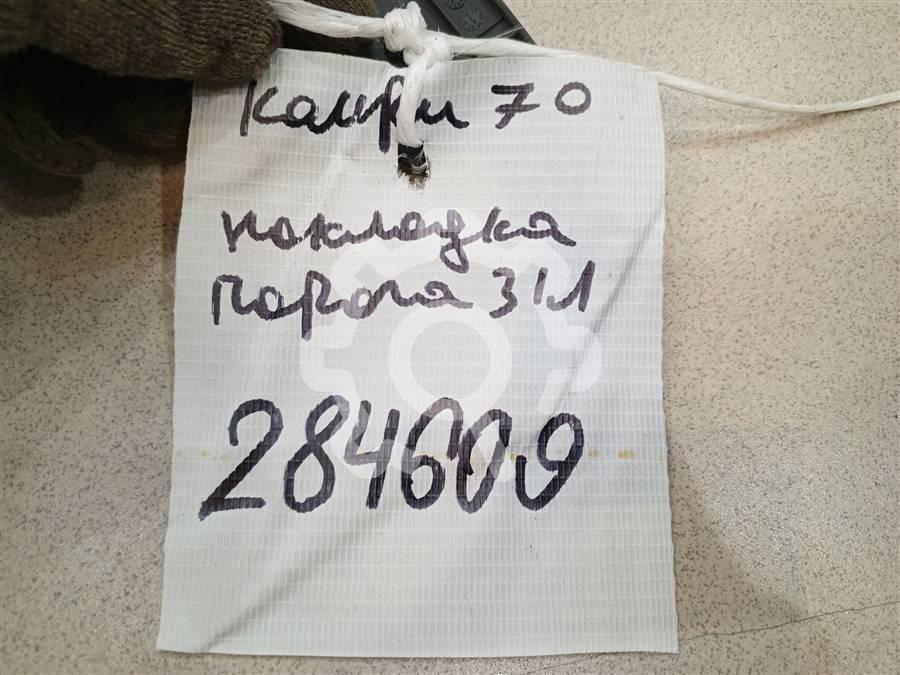 Камри 70
накладка
порога З/Л
284609